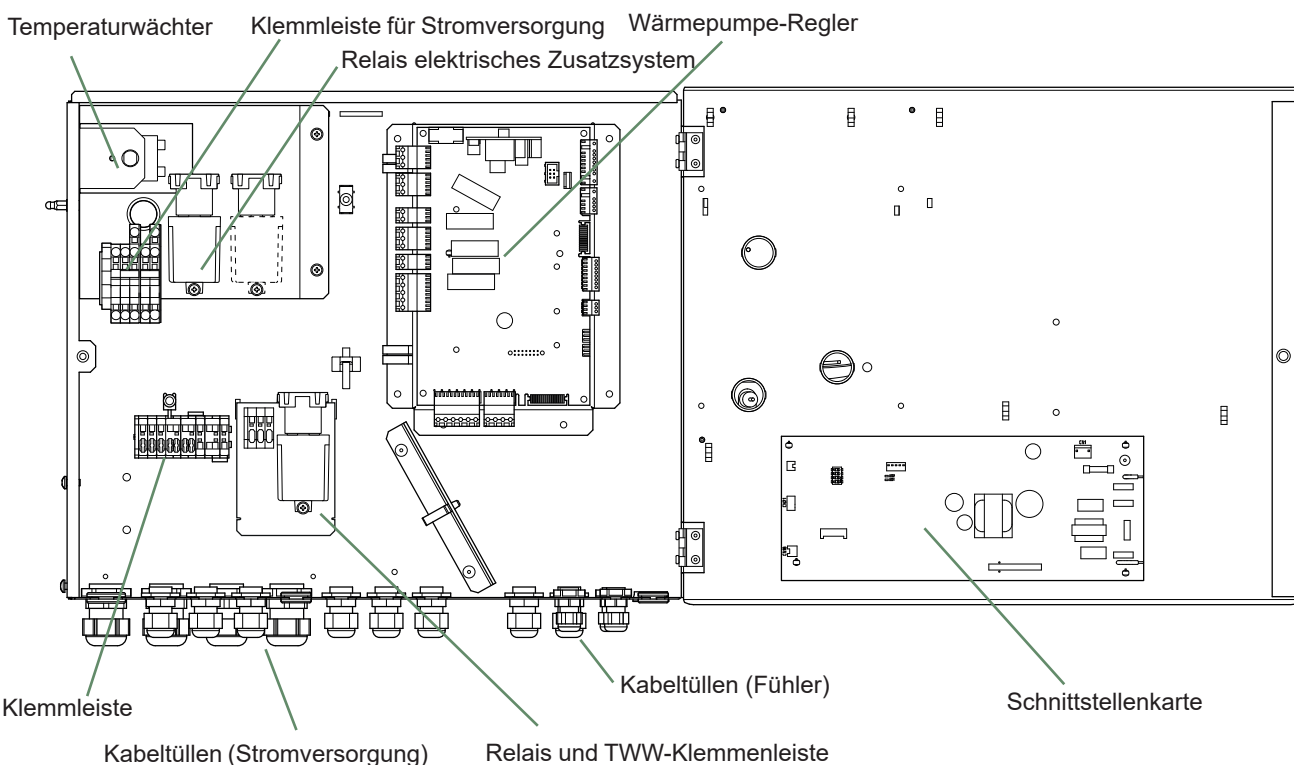 Temperaturwächter
Klemmleiste für Stromversorgung
Wärmepumpe-Regler
Relais elektrisches Zusatzsystem
Kabeltüllen (Fühler)
Schnittstellenkarte
Klemmleiste
Kabeltüllen (Stromversorgung)
Relais und TWW-Klemmenleiste